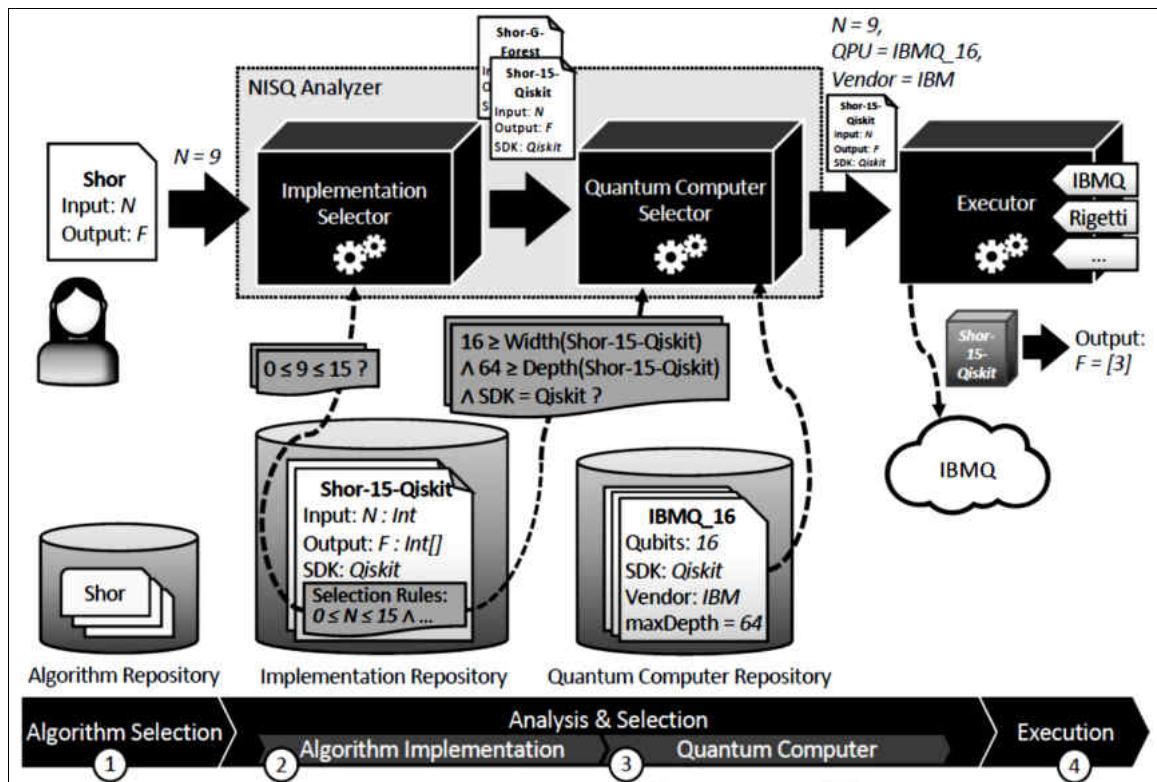 Shor
Input: N
Output: F
N = 9
NISQ Analyzer
Implementation
Selector
Shor-G-
Forest
In
O
S
Shor-15-
Qiskit
Input: N
Output: F
SDK: Qiskit
Quantum Computer
Selector
N = 9,
QPU = IBMQ_16,
Vendor = IBM
Shor-15-
Qiskit
Input: N
Output: F
SDK: Qiskit
Executor
IBMQ
Rigetti
...
0 ≤ 9 ≤ 15 ?
16 ≥ Width(Shor-15-Qiskit)
∧ 64 ≥ Depth(Shor-15-Qiskit)
∧ SDK = Qiskit ?
Shor-
15-
Qiskit
Output:
F = [3]
IBMQ
Shor
Algorithm Repository
Shor-15-Qiskit
Input: N : Int
Output: F : Int[]
SDK: Qiskit
Selection Rules:
0 ≤ N ≤ 15 ∧ ...
Implementation Repository
IBMQ_16
Qubits: 16
SDK: Qiskit
Vendor: IBM
maxDepth = 64
Quantum Computer Repository
Algorithm Selection
1
Analysis & Selection
2
Algorithm Implementation
3
Quantum Computer
Execution
4